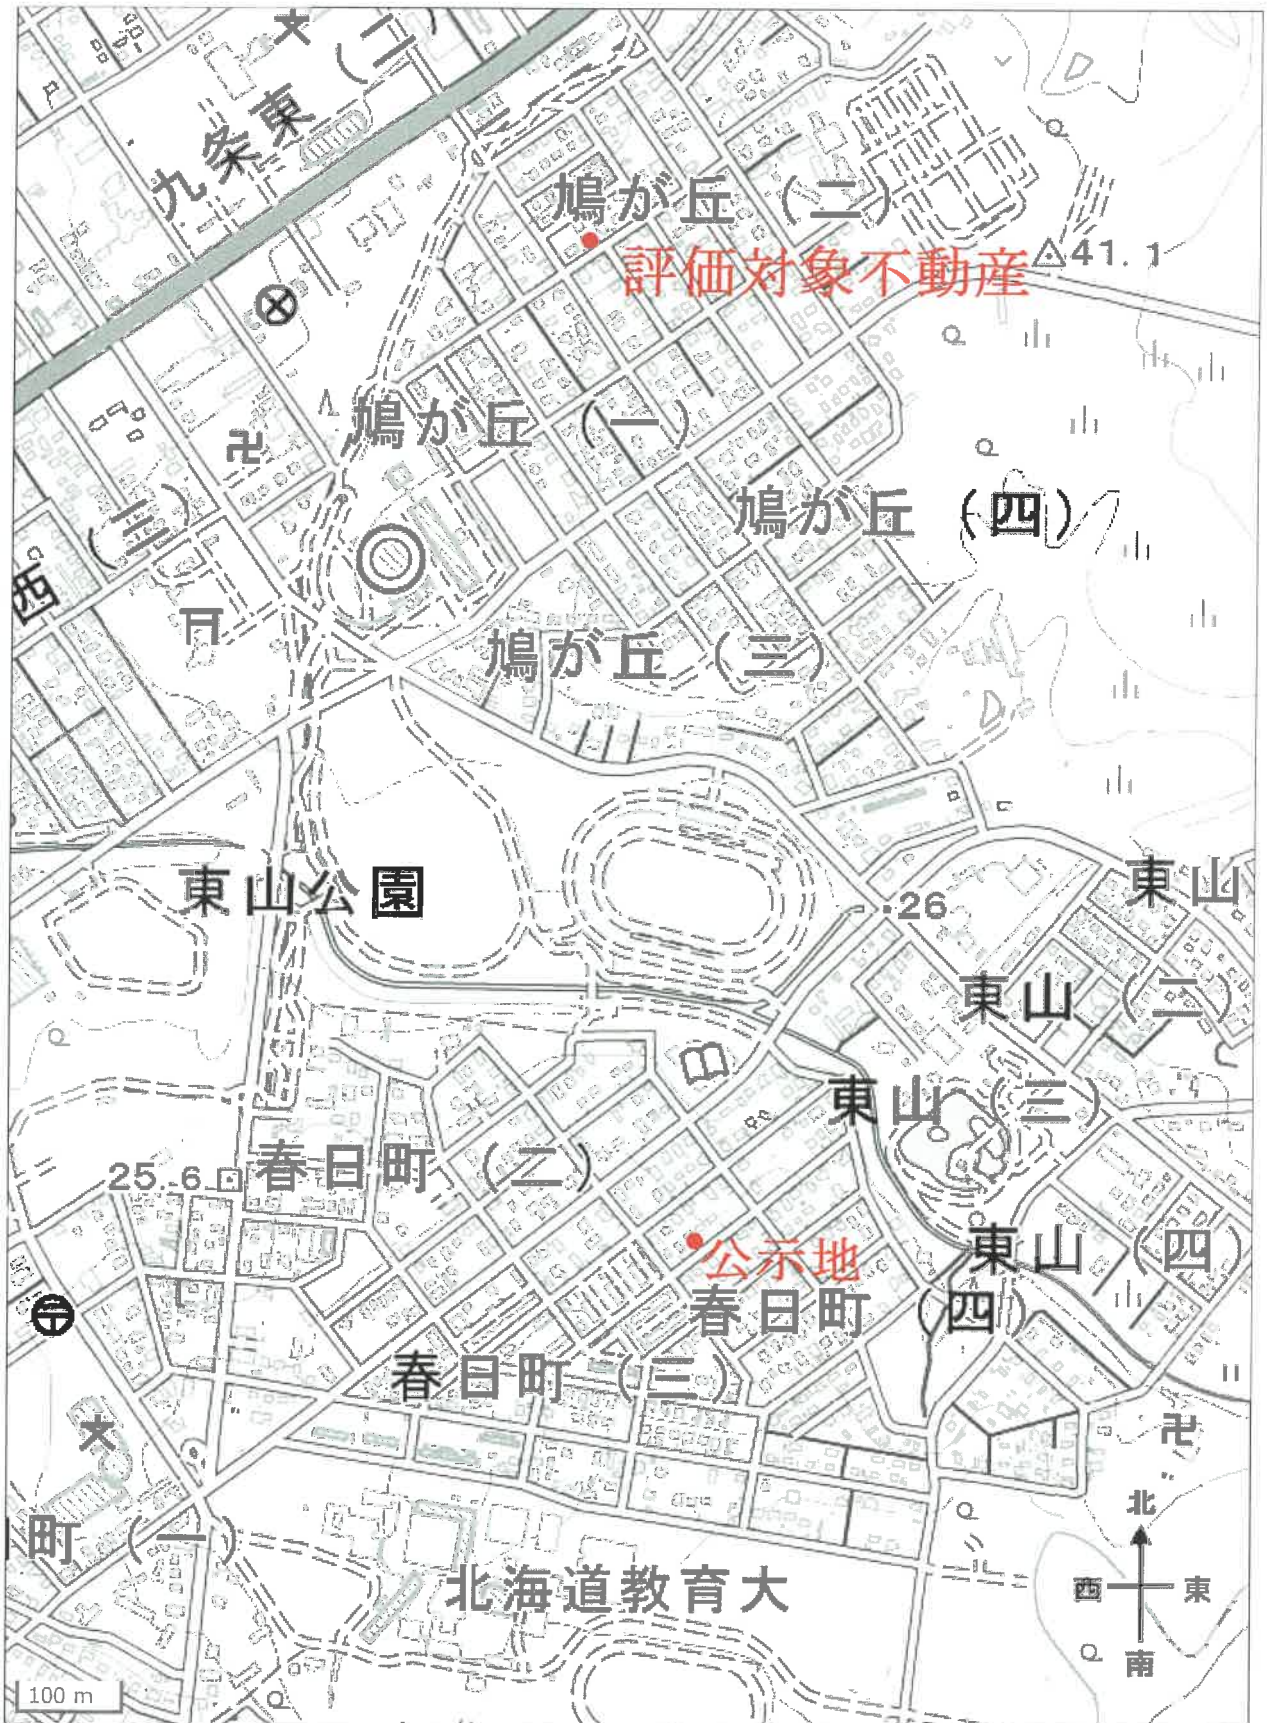 九条東(二)
鳩が丘(二)
評価対象不動産
41.1
鳩が丘(一)
鳩が丘(四)
(三)
西
鳩が丘(三)
東山公園
東山
26
東山(二)
東山(三)
春日町(二)
25.6
公示地
東山(四)
春日町(四)
春日町(三)
町(一)
北海道教育大
北
西
東
南
100 m